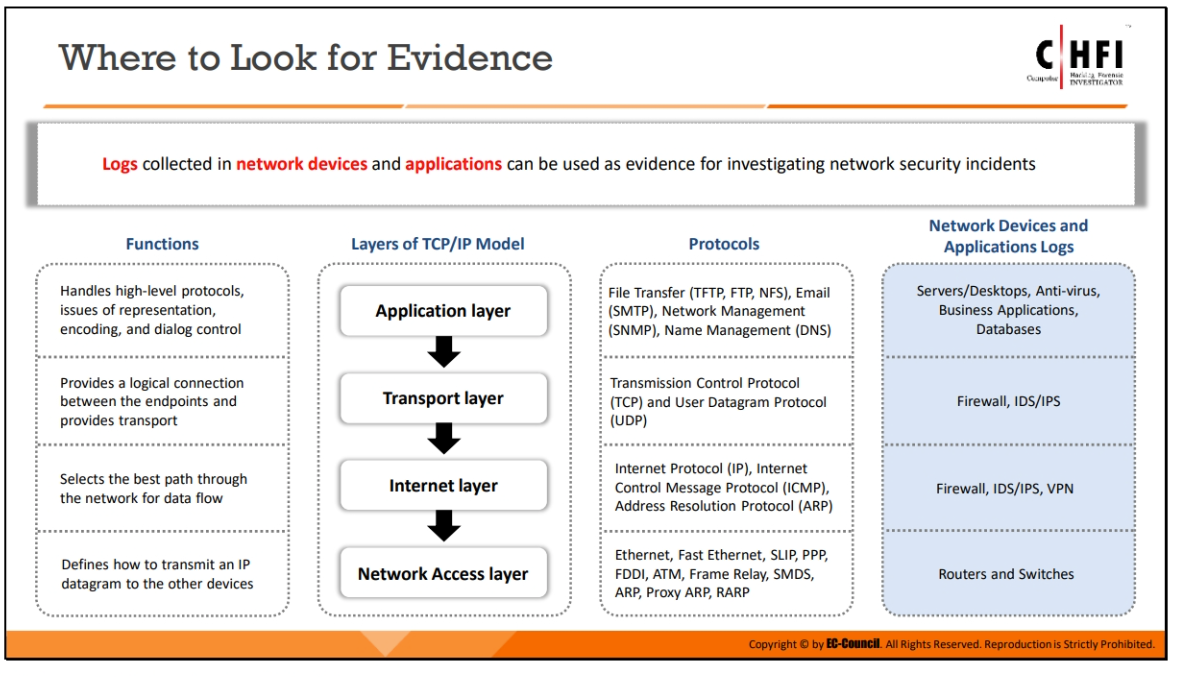 Where to Look for Evidence
C HFI
Computer Hacking Forensic
INVESTIGATOR
Logs collected in network devices and applications can be used as evidence for investigating network security incidents
Functions
Layers of TCP/IP Model
Protocols
Network Devices and
Applications Logs
Handles high-level protocols,
issues of representation,
encoding, and dialog control
Application layer
File Transfer (TFTP, FTP, NFS), Email
(SMTP), Network Management
(SNMP), Name Management (DNS)
Servers/Desktops, Anti-virus,
Business Applications,
Databases
Provides a logical connection
between the endpoints and
provides transport
Transport layer
Transmission Control Protocol
(TCP) and User Datagram Protocol
(UDP)
Firewall, IDS/IPS
Selects the best path through
the network for data flow
Internet layer
Internet Protocol (IP), Internet
Control Message Protocol (ICMP),
Address Resolution Protocol (ARP)
Firewall, IDS/IPS, VPN
Defines how to transmit an IP
datagram to the other devices
Network Access layer
Ethernet, Fast Ethernet, SLIP, PPP,
FDDI, ATM, Frame Relay, SMDS,
ARP, Proxy ARP, RARP
Routers and Switches
Copyright © by EC-Council. All Rights Reserved. Reproduction is Strictly Prohibited.